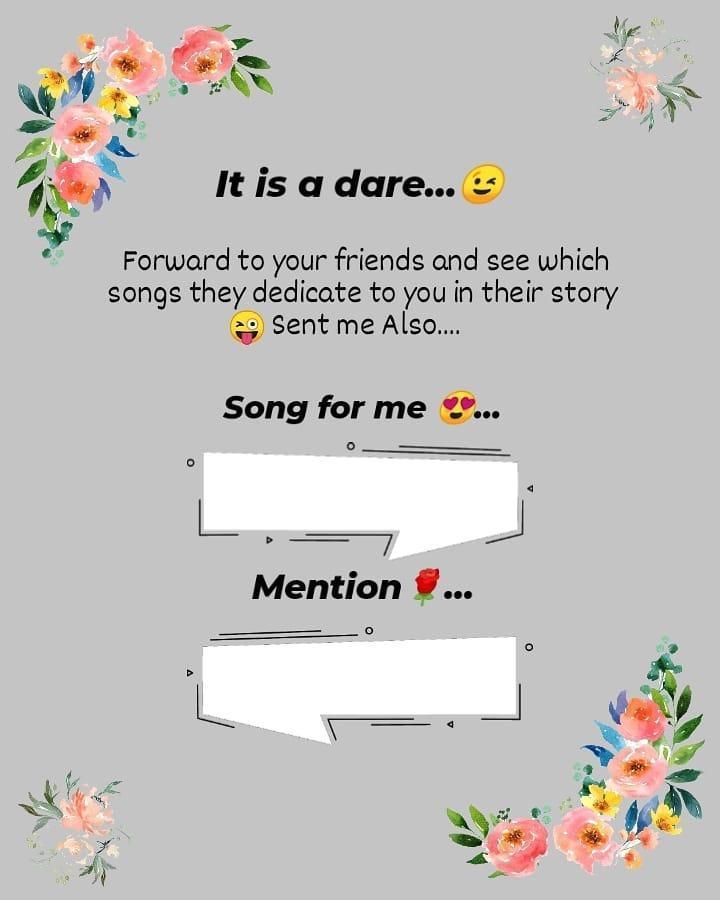 It is a dare...😉
Forward to your friends and see which
songs they dedicate to you in their story
😜 Sent me Also....
Song for me 😍...
Mention 🌹...